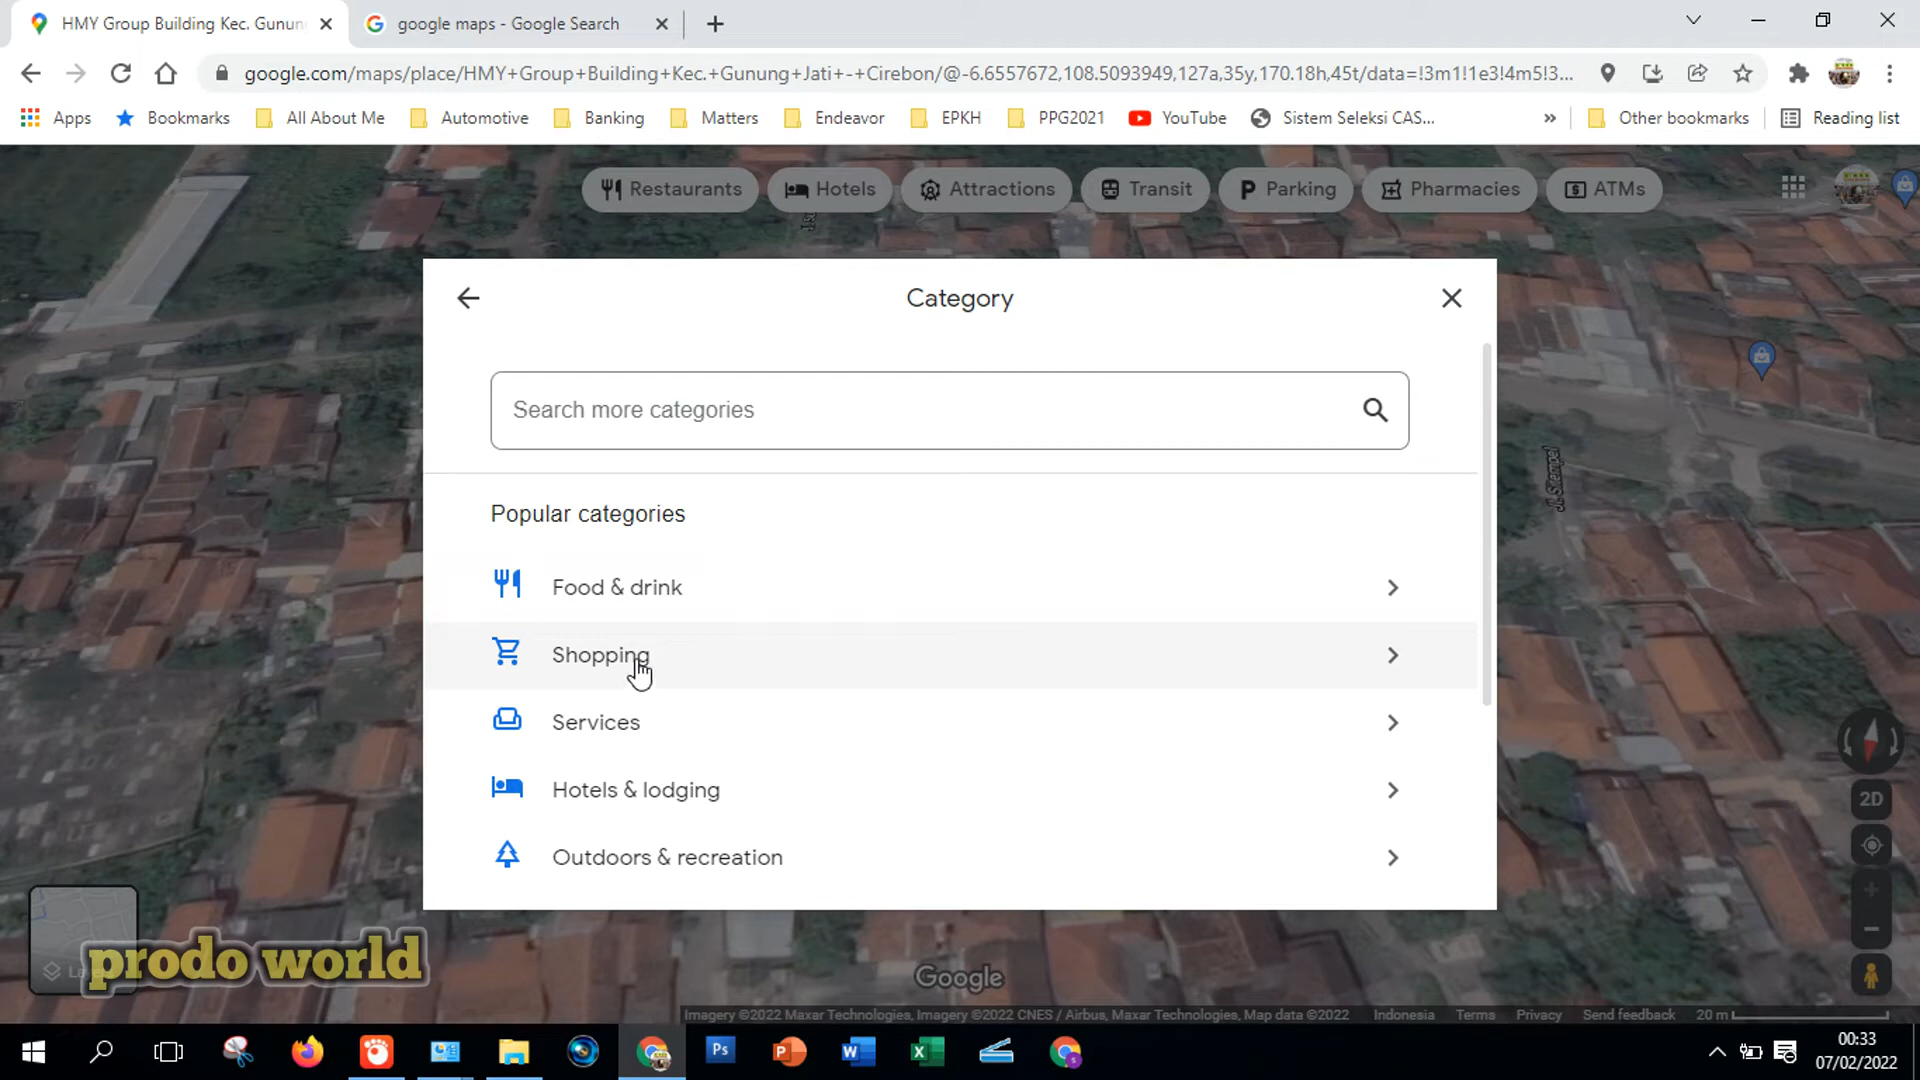 HMY Group Building Kec. Gunun
google maps - Google Search
google.com/maps/place/HMY+Group+Building+Kec.+Gunung+Jati+-+Cirebon/@-6.6557672,108.5093949,127a,35y,170.18h,45t/data=!3m1!1e3!4m5!3...
Apps
Bookmarks
All About Me
Automotive
Banking
Matters
Endeavor
EPKH
PPG2021
YouTube
Sistem Seleksi CAS...
»
Other bookmarks
Reading list
Restaurants
Hotels
Attractions
Transit
Parking
Pharmacies
ATMs
Category
Search more categories
Popular categories
Food & drink
Shopping
Services
Hotels & lodging
Outdoors & recreation
Jl. Silempel
2D
prodo world
Google
Imagery ©2022 Maxar Technologies, Imagery ©2022 CNES / Airbus, Maxar Technologies, Map data ©2022
Indonesia
Terms
Privacy
Send feedback
20 m
00:33
07/02/2022